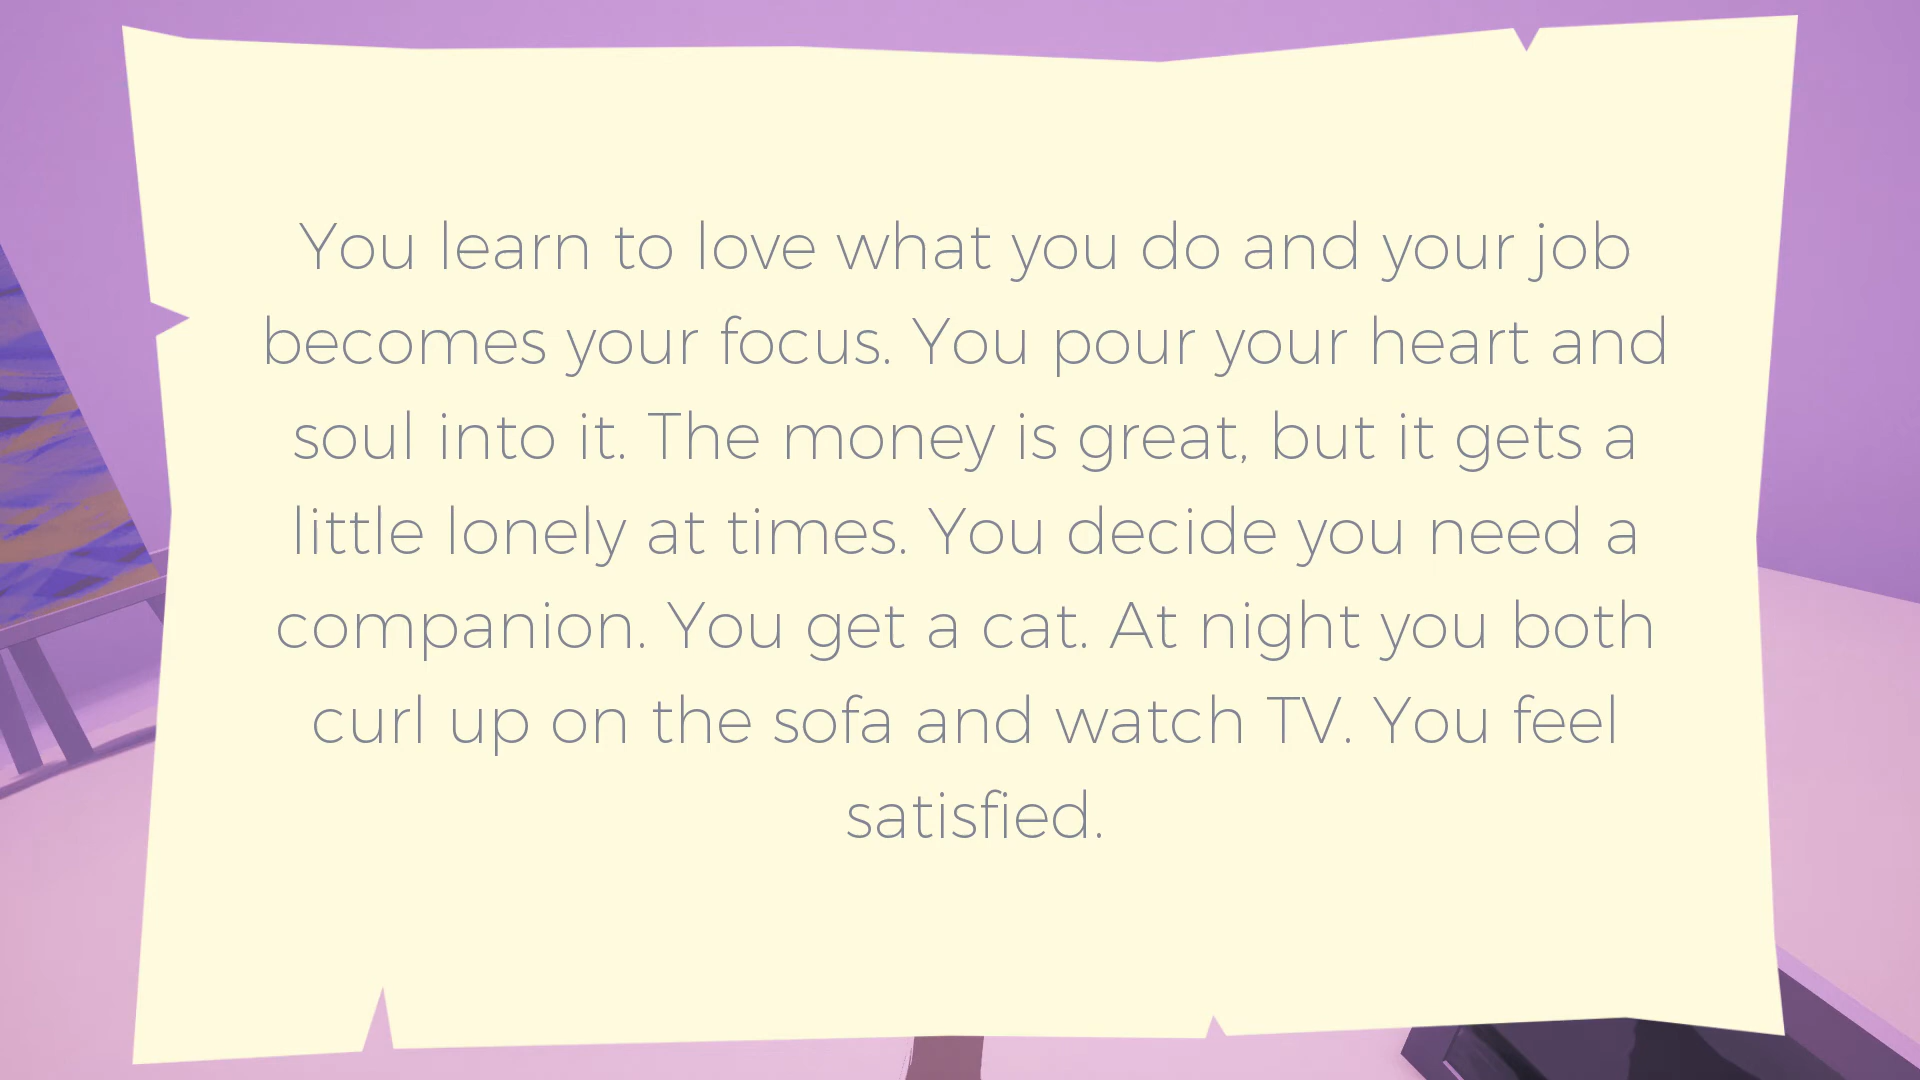 You learn to love what you do and your job
becomes your focus. You pour your heart and
soul into it. The money is great, but it gets a
little lonely at times. You decide you need a
companion. You get a cat. At night you both
curl up on the sofa and watch TV. You feel
satisfied.